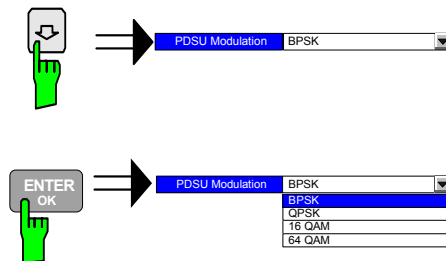 PDSU Modulation BPSK
ENTER
OK
PDSU Modulation BPSK
BPSK
QPSK
16 QAM
64 QAM